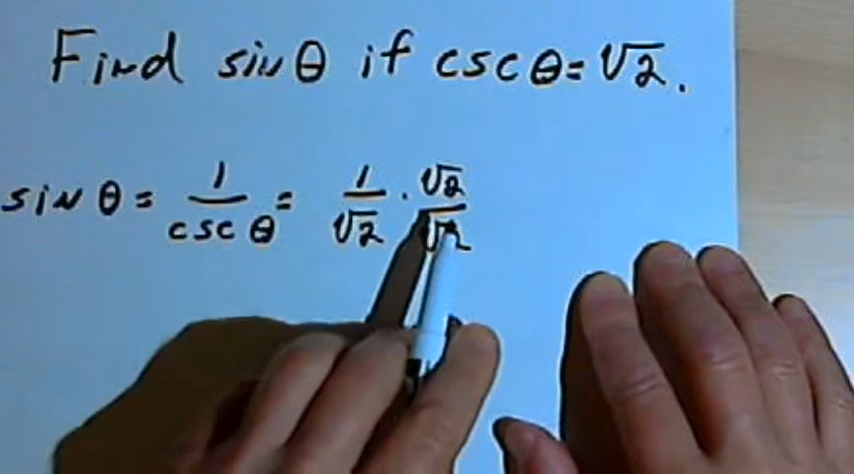 Find sin θ if csc θ = √2.
sin θ = 1/csc θ = 1/√2 · √2/√2